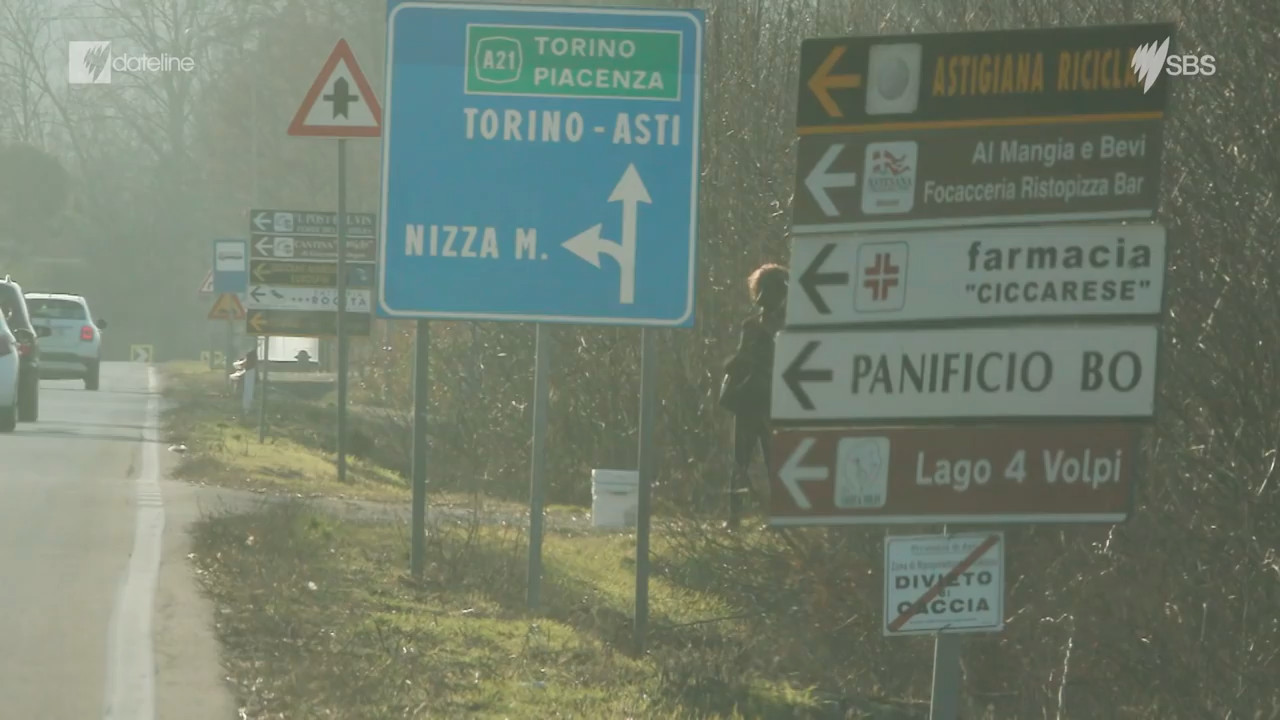 dateline
SBS
A21
TORINO
PIACENZA
TORINO - ASTI
NIZZA M.
ASTIGIANA RICICLA
Al Mangia e Bevi
Focacceria Ristopizza Bar
farmacia
"CICCARESE"
PANIFICIO BO
Lago 4 Volpi
DIVIETO
DI
CACCIA